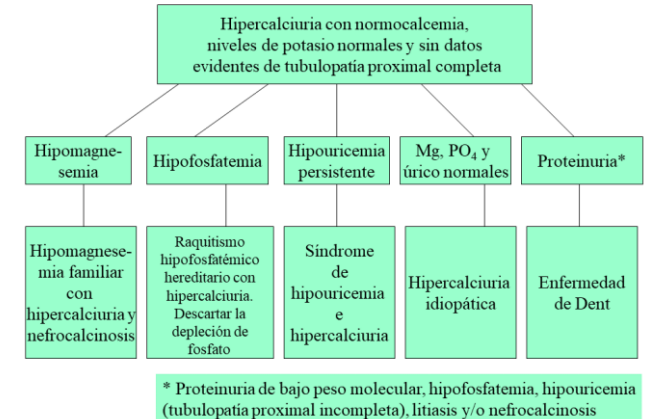 Hipercalciuria con normocalcemia,
niveles de potasio normales y sin datos
evidentes de tubulopatía proximal completa
Hipomagne-
semia
Hipofosfatemia
Hipouricemia
persistente
Mg, PO₄ y
úrico normales
Proteinuria*
Hipomagnese-
mia familiar
con
hipercalciuria y
nefrocalcinosis
Raquitismo
hipofosfatémico
hereditario con
hipercalciuria.
Descartar la
depleción de
fosfato
Síndrome
de
hipouricemia
e
hipercalciuria
Hipercalciuria
idiopática
Enfermedad
de Dent
* Proteinuria de bajo peso molecular, hipofosfatemia, hipouricemia
(tubulopatía proximal incompleta), litiasis y/o nefrocalcinosis